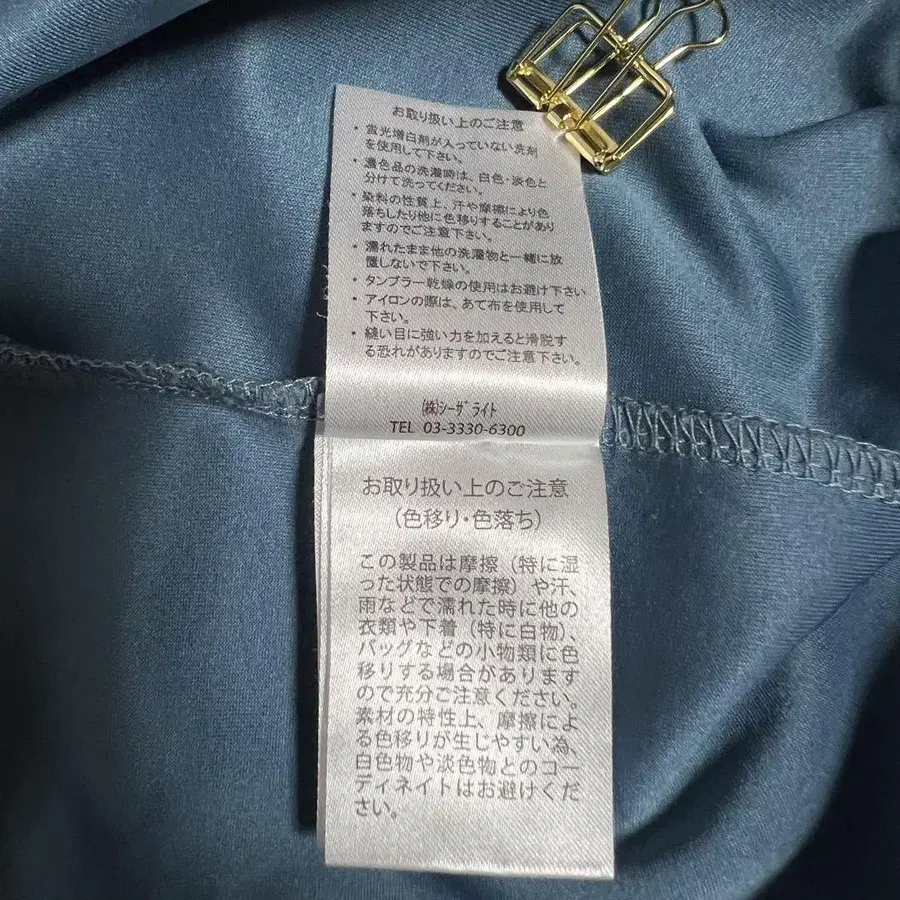 お取り扱い上のご注意
・蛍光増白剤が入っていない洗剤
を使用して下さい。
・濃色品の洗濯時は、白色・淡色と
分けて洗ってください。
・染料の性質上、汗や摩擦により色
落ちしたり他に色移りすることがあり
ますのでご注意下さい。
・濡れたまま他の洗濯物と一緒に放
置しないで下さい。
・タンブラー乾燥の使用はお避け下さい
・アイロンの際は、あて布を使用して
下さい。
・縫い目に強い力を加えると滑脱す
る恐れがありますのでご注意下さい。
㈱シーザライト
TEL 03-3330-6300
お取り扱い上のご注意
(色移り・色落ち)
この製品は摩擦(特に湿
った状態での摩擦)や汗、
雨などで濡れた時に他の
衣類や下着(特に白物)、
バッグなどの小物類に色
移りする場合があります
ので充分ご注意ください。
素材の特性上、摩擦によ
る色移りが生じやすい為、
白色物や淡色物とのコー
ディネイトはお避けくだ
さい。